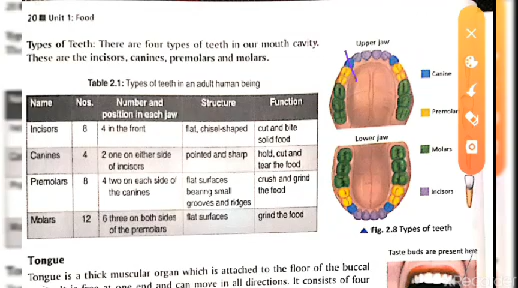 20 Unit 1: Food
Types of Teeth: There are four types of teeth in our mouth cavity.
These are the incisors, canines, premolars and molars.
Table 2.1: Types of teeth in an adult human being
Name Nos. Number and position in each jaw Structure Function
Incisors 8 4 in the front flat, chisel-shaped cut and bite solid food
Canines 4 2 one on either side of incisors pointed and sharp hold, cut and tear the food
Premolars 8 4 two on each side of the canines flat surfaces bearing small grooves and ridges crush and grind the food
Molars 12 6 three on both sides of the premolars flat surfaces grind the food
Upper jaw
Canine
Premolar
Lower jaw
Molars
Incisors
Fig. 2.8 Types of teeth
Tongue
Tongue is a thick muscular organ which is attached to the floor of the buccal
is free at one end and can move in all directions. It consists of four
Taste buds are present here